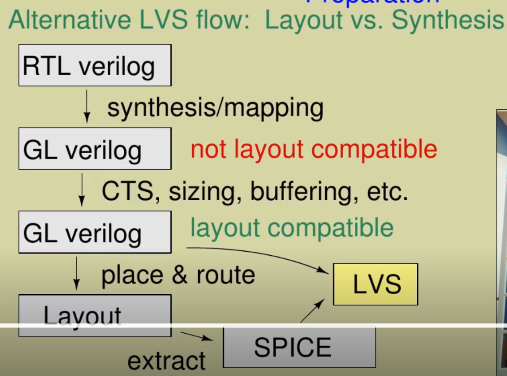 Preparation
Alternative LVS flow: Layout vs. Synthesis
RTL verilog
synthesis/mapping
GL verilog not layout compatible
CTS, sizing, buffering, etc.
GL verilog layout compatible
place & route
LVS
Layout
SPICE
extract